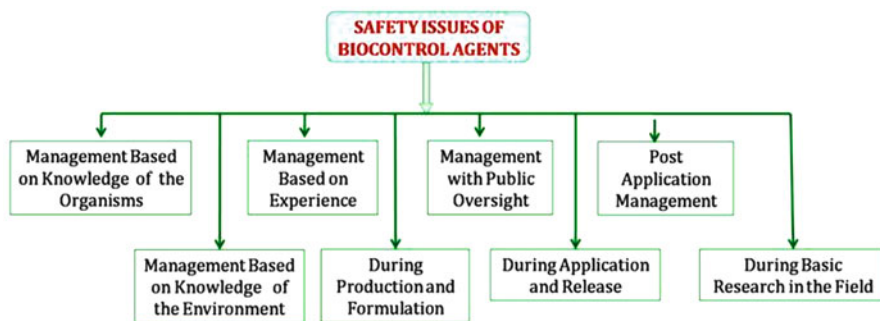 SAFETY ISSUES OF
BIOCONTROL AGENTS
Management Based
on Knowledge of the
Organisms
Management
Based on
Experience
Management
with Public
Oversight
Post
Application
Management
Management Based
on Knowledge of
the Environment
During
Production and
Formulation
During Application
and Release
During Basic
Research in the Field